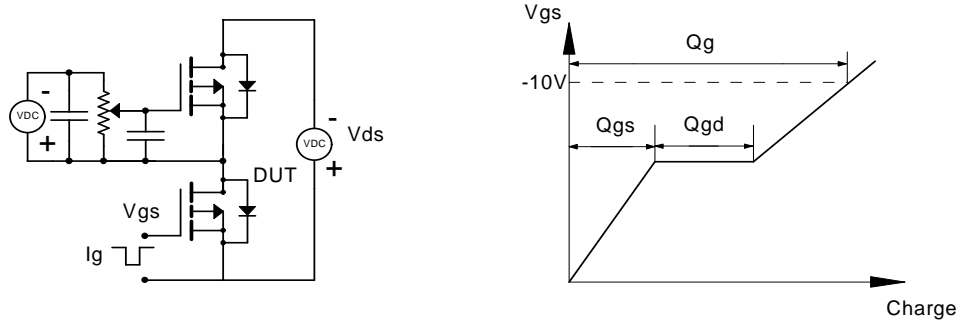 -
VDC
+
-
VDC
+
Vds
DUT
Vgs
Ig
Vgs
Qg
-10V
Qgs
Qgd
Charge